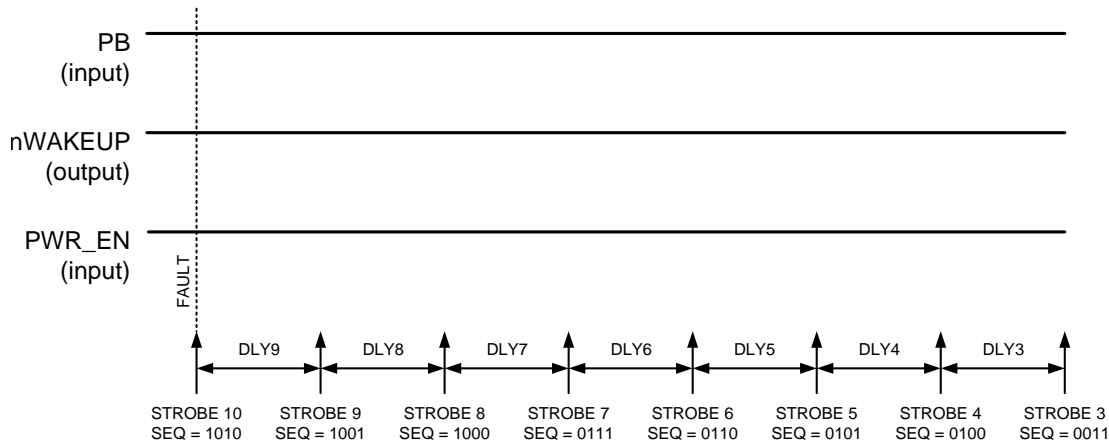 PB
(input)
nWAKEUP
(output)
PWR_EN
(input)
FAULT
DLY9 DLY8 DLY7 DLY6 DLY5 DLY4 DLY3
STROBE 10 STROBE 9 STROBE 8 STROBE 7 STROBE 6 STROBE 5 STROBE 4 STROBE 3
SEQ = 1010 SEQ = 1001 SEQ = 1000 SEQ = 0111 SEQ = 0110 SEQ = 0101 SEQ = 0100 SEQ = 0011